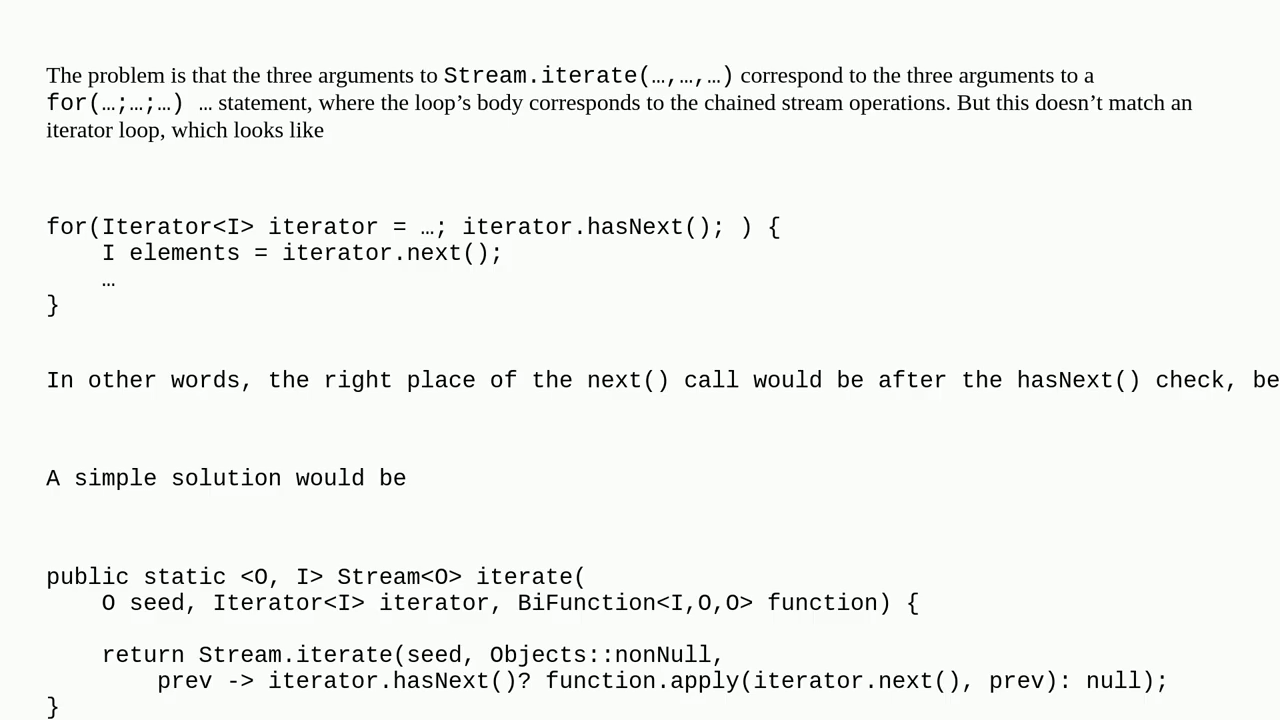 The problem is that the three arguments to Stream.iterate(…,…,…) correspond to the three arguments to a
for(…;…;…) … statement, where the loop’s body corresponds to the chained stream operations. But this doesn’t match an
iterator loop, which looks like
for(Iterator<I> iterator = …; iterator.hasNext(); ) {
    I elements = iterator.next();
    …
}
In other words, the right place of the next() call would be after the hasNext() check, be
A simple solution would be
public static <O, I> Stream<O> iterate(
    O seed, Iterator<I> iterator, BiFunction<I,O,O> function) {
    return Stream.iterate(seed, Objects::nonNull,
        prev -> iterator.hasNext()? function.apply(iterator.next(), prev): null);
}